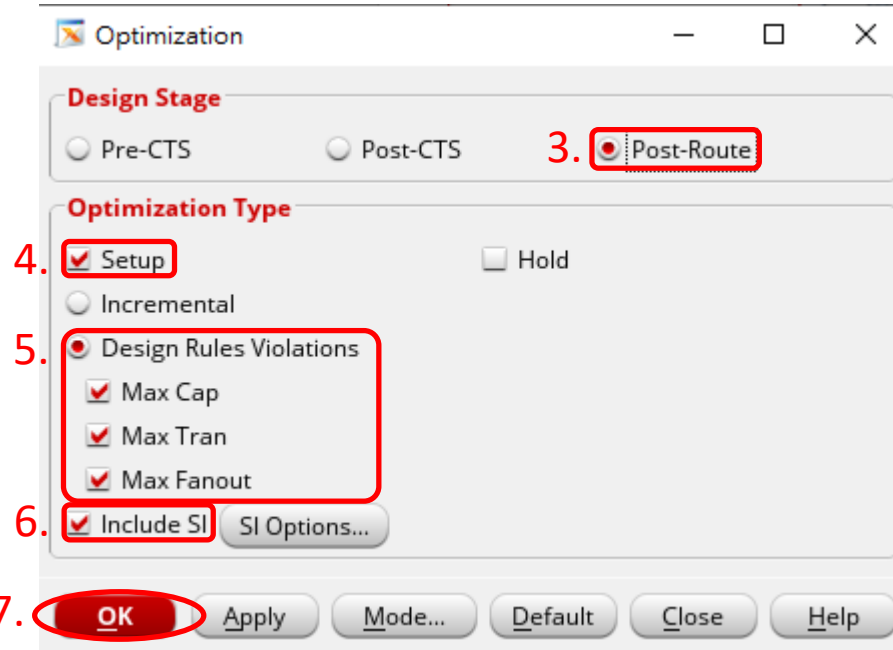 Optimization
Design Stage
Pre-CTS Post-CTS 3. Post-Route
Optimization Type
4. Setup Hold
Incremental
5. Design Rules Violations
Max Cap
Max Tran
Max Fanout
6. Include SI SI Options...
7. OK Apply Mode... Default Close Help